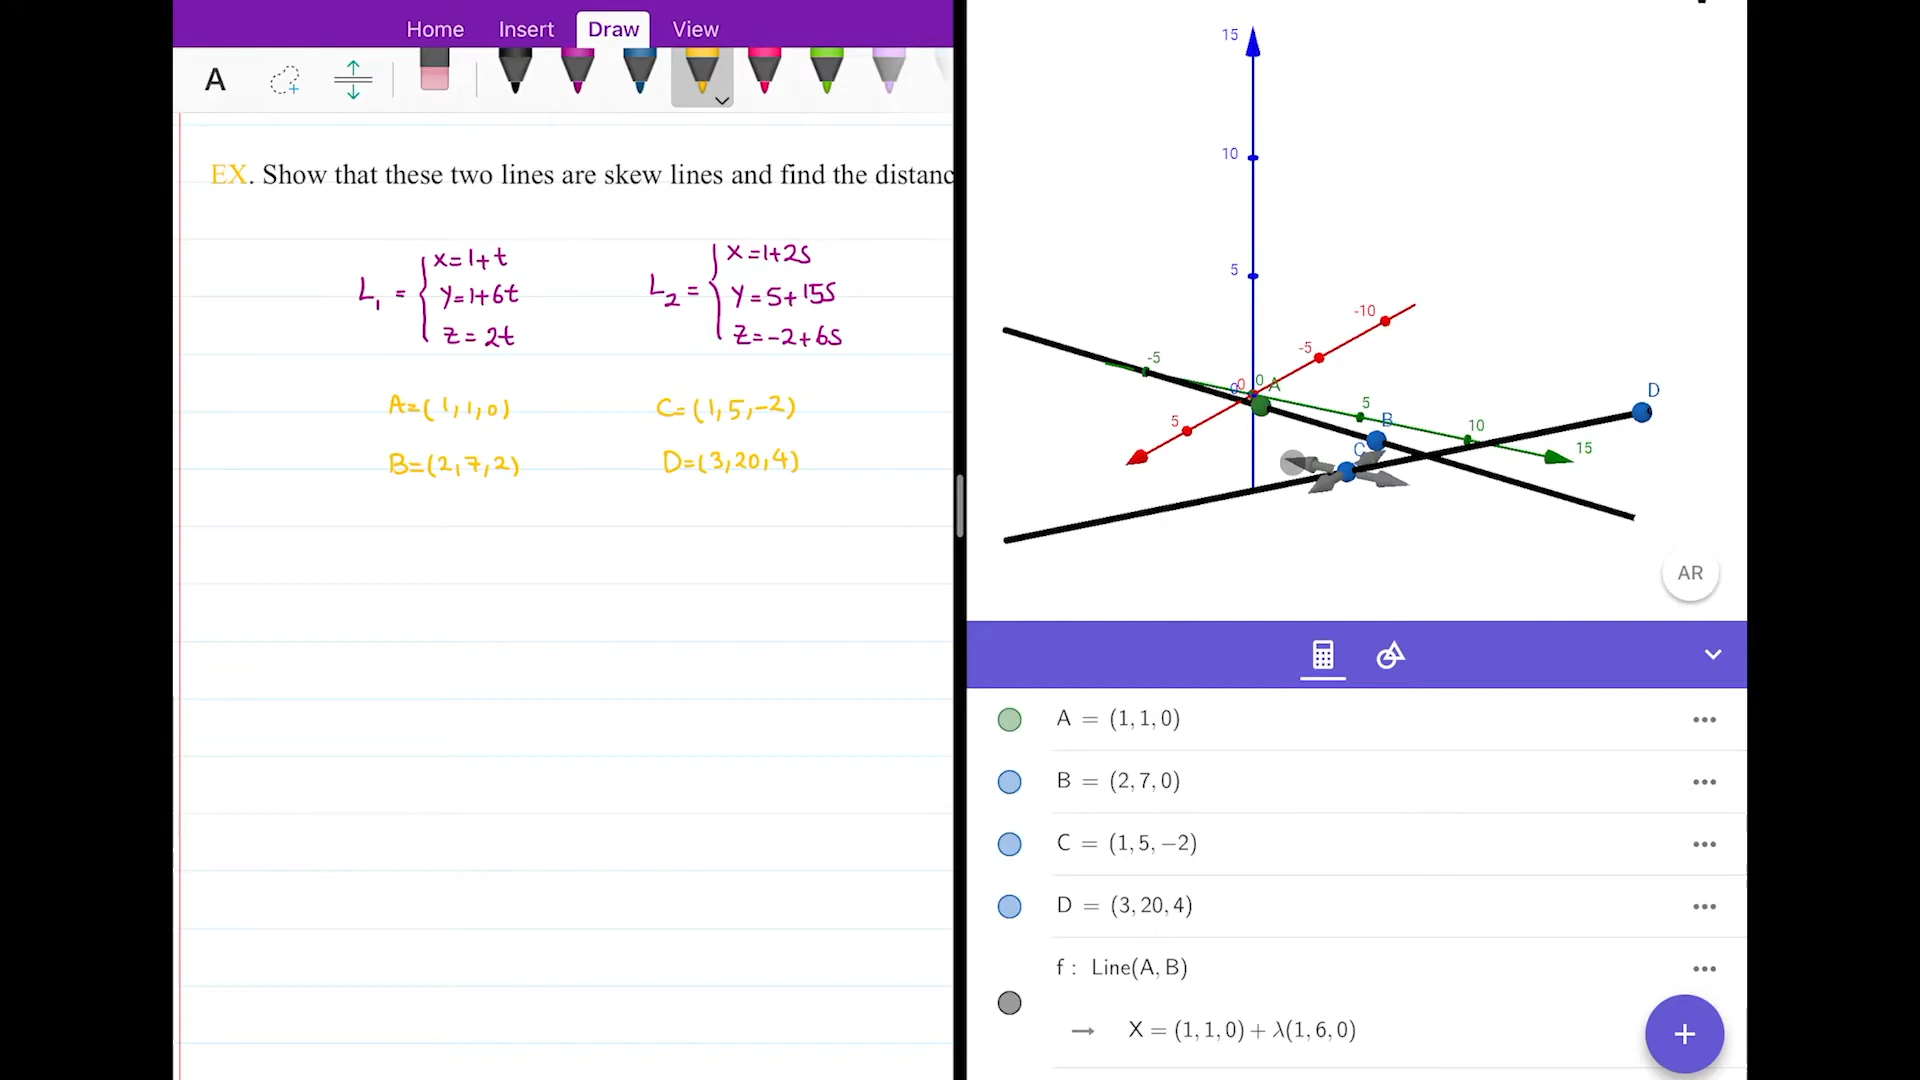 Home Insert Draw View
A
EX. Show that these two lines are skew lines and find the distanc
L₁ = { x=1+t
y=1+6t
z=2t
L₂ = { x=1+2s
y=5+15s
z=-2+6s
A=(1,1,0) C=(1,5,-2)
B=(2,7,2) D=(3,20,4)
15
10
5
-10
-5
-5
0 0 0 A
5
5
B
10
15
C
D
AR
A = (1, 1, 0)
B = (2, 7, 0)
C = (1, 5, −2)
D = (3, 20, 4)
f : Line(A, B)
→ X = (1, 1, 0) + λ(1, 6, 0)
+